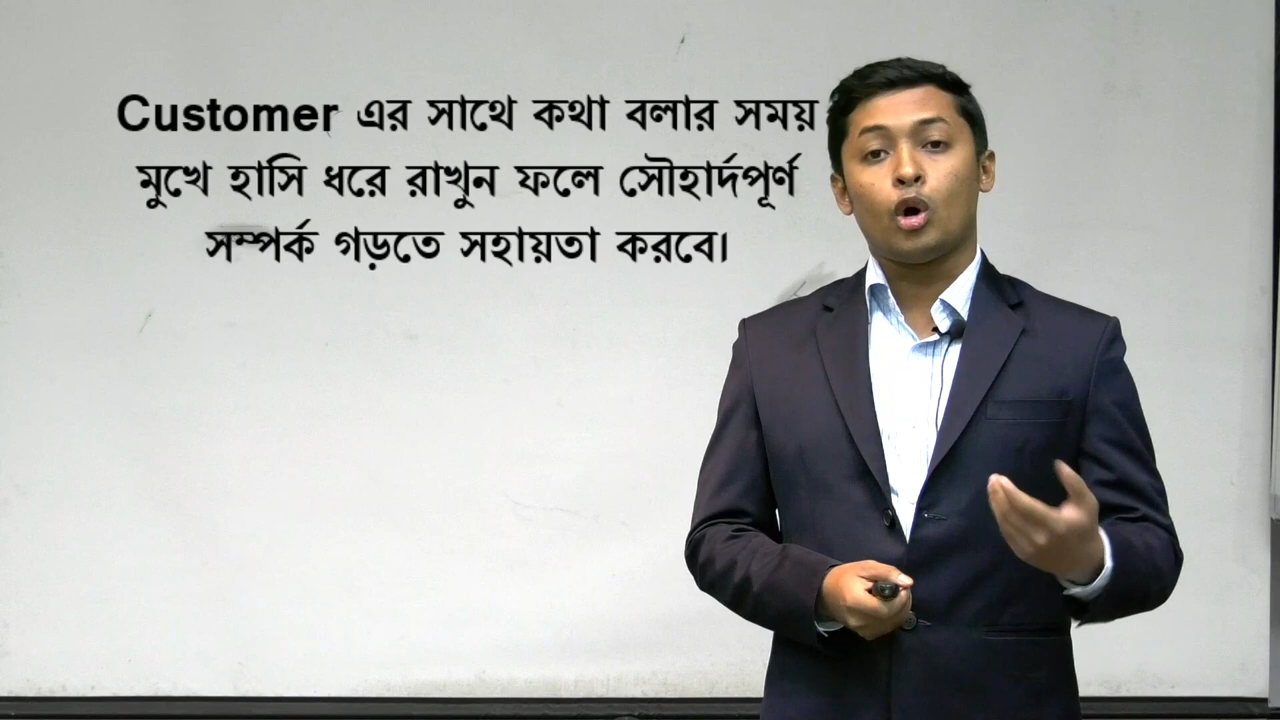 Customer এর সাথে কথা বলার সময়
মুখে হাসি ধরে রাখুন ফলে সৌহার্দপূর্ণ
সম্পর্ক গড়তে সহায়তা করবে।